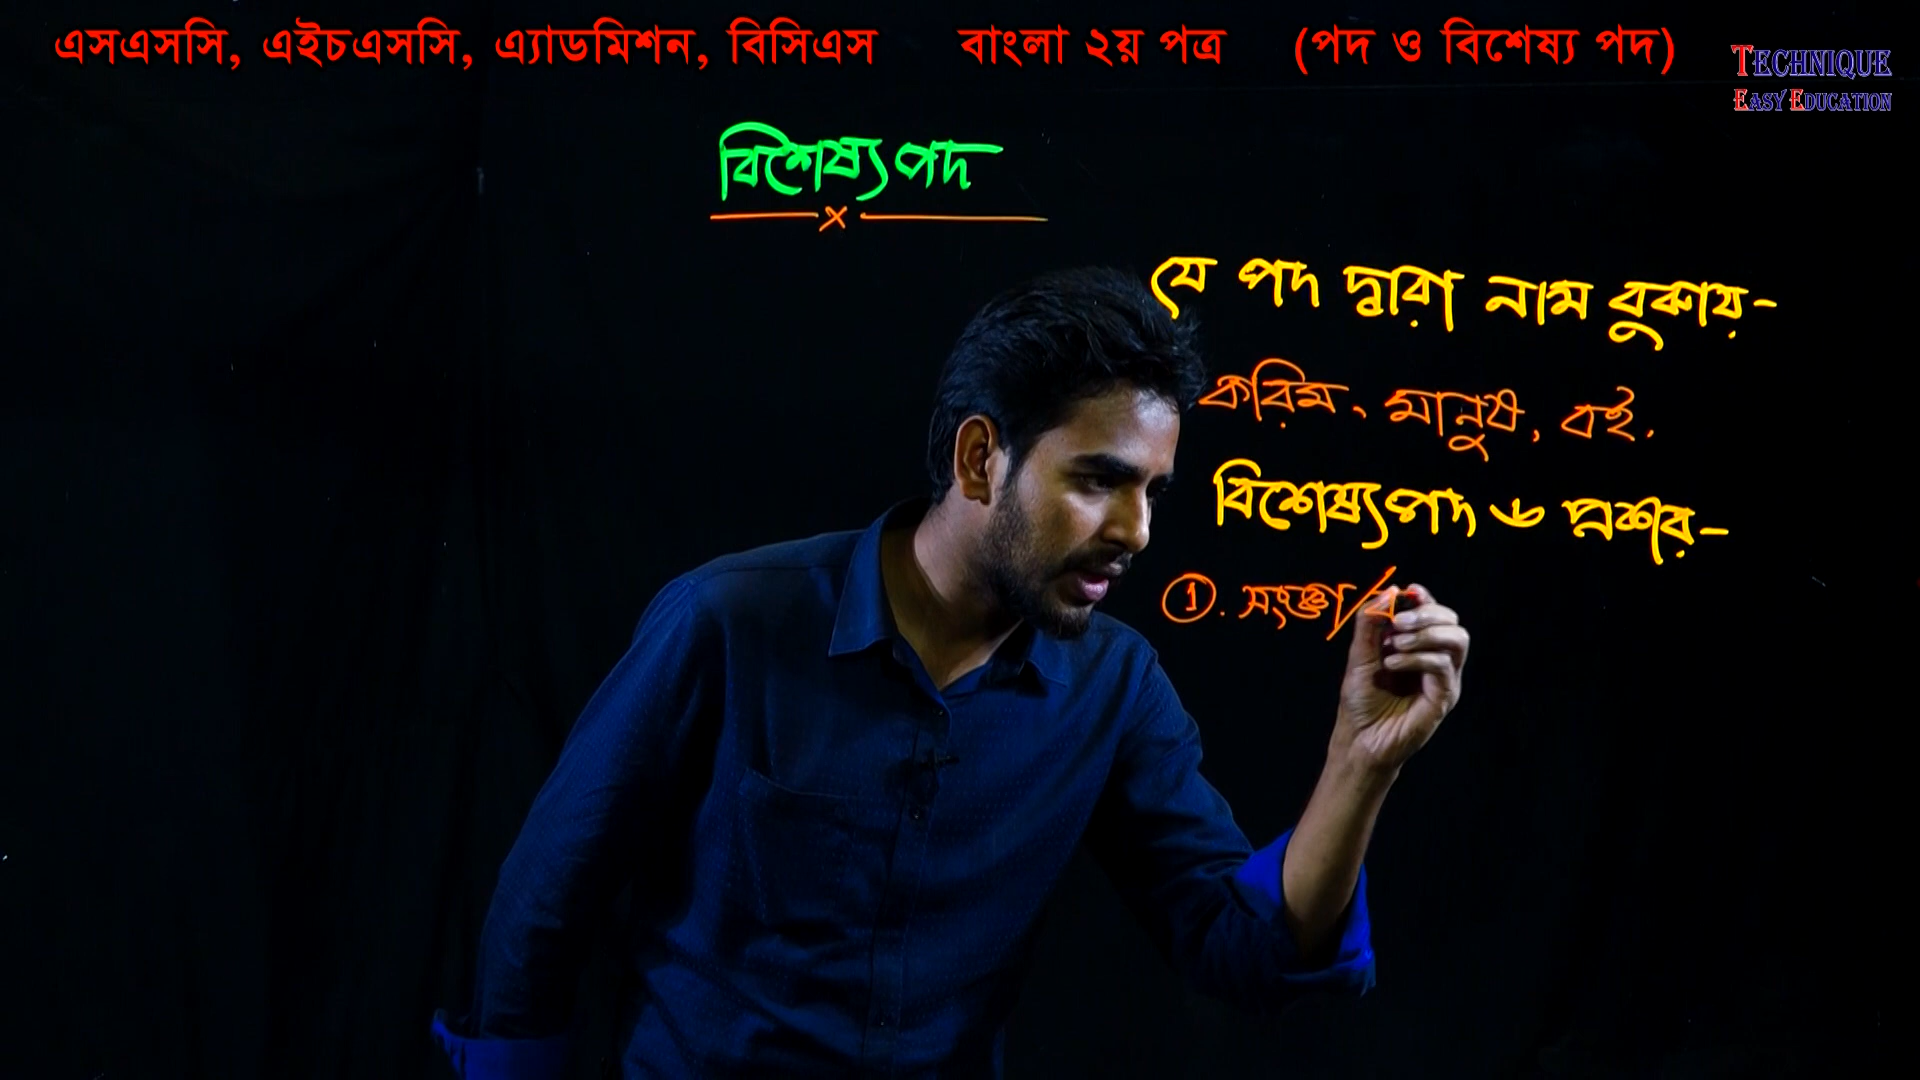 এসএসসি, এইচএসসি, এ্যাডমিশন, বিসিএস বাংলা ২য় পত্র (পদ ও বিশেষ্য পদ)
TECHNIQUE
EASY EDUCATION
বিশেষ্যপদ
x
যে পদ দ্বারা নাম বুঝায়-
করিম, মানুষ, বই.
বিশেষ্যপদ ৬ প্রকার-
①. সংজ্ঞা/ব